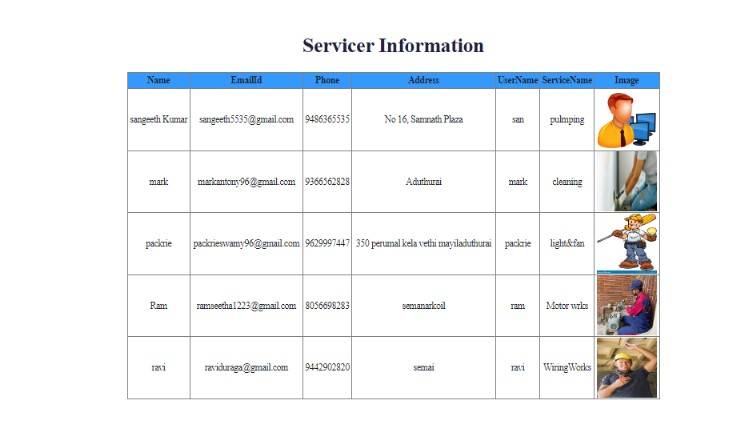 Servicer Information
Name EmailId Phone Address UserName ServiceName Image
sangeeth Kumar sangeeth5535@gmail.com 9486365535 No 16, Samnath Plaza san pulmping
mark markantony96@gmail.com 9366562828 Aduthurai mark cleaning
packrie packrieswamy96@gmail.com 9629997447 350 perumal kela vethi mayiladuthurai packrie light&fan
Ram ramseetha1223@gmail.com 8056698283 semanarkoil ram Motor wrks
ravi raviduraga@gmail.com 9442902820 semai ravi WiringWorks